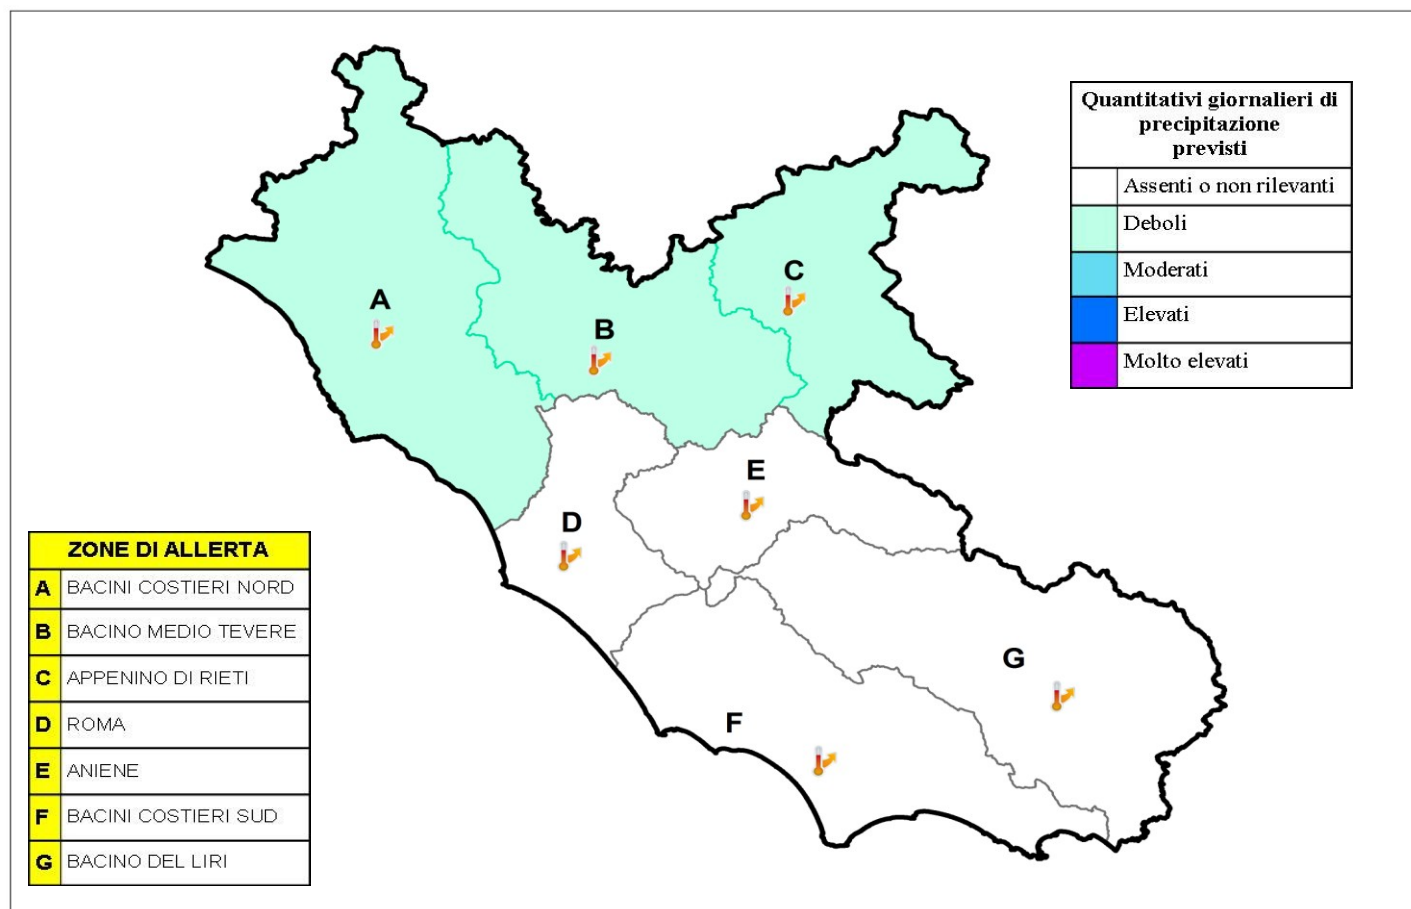 Quantitativi giornalieri di
precipitazione
previsti
Assenti o non rilevanti
Deboli
Moderati
Elevati
Molto elevati
A
B
C
E
D
G
F
ZONE DI ALLERTA
A BACINI COSTIERI NORD
B BACINO MEDIO TEVERE
C APPENINO DI RIETI
D ROMA
E ANIENE
F BACINI COSTIERI SUD
G BACINO DEL LIRI